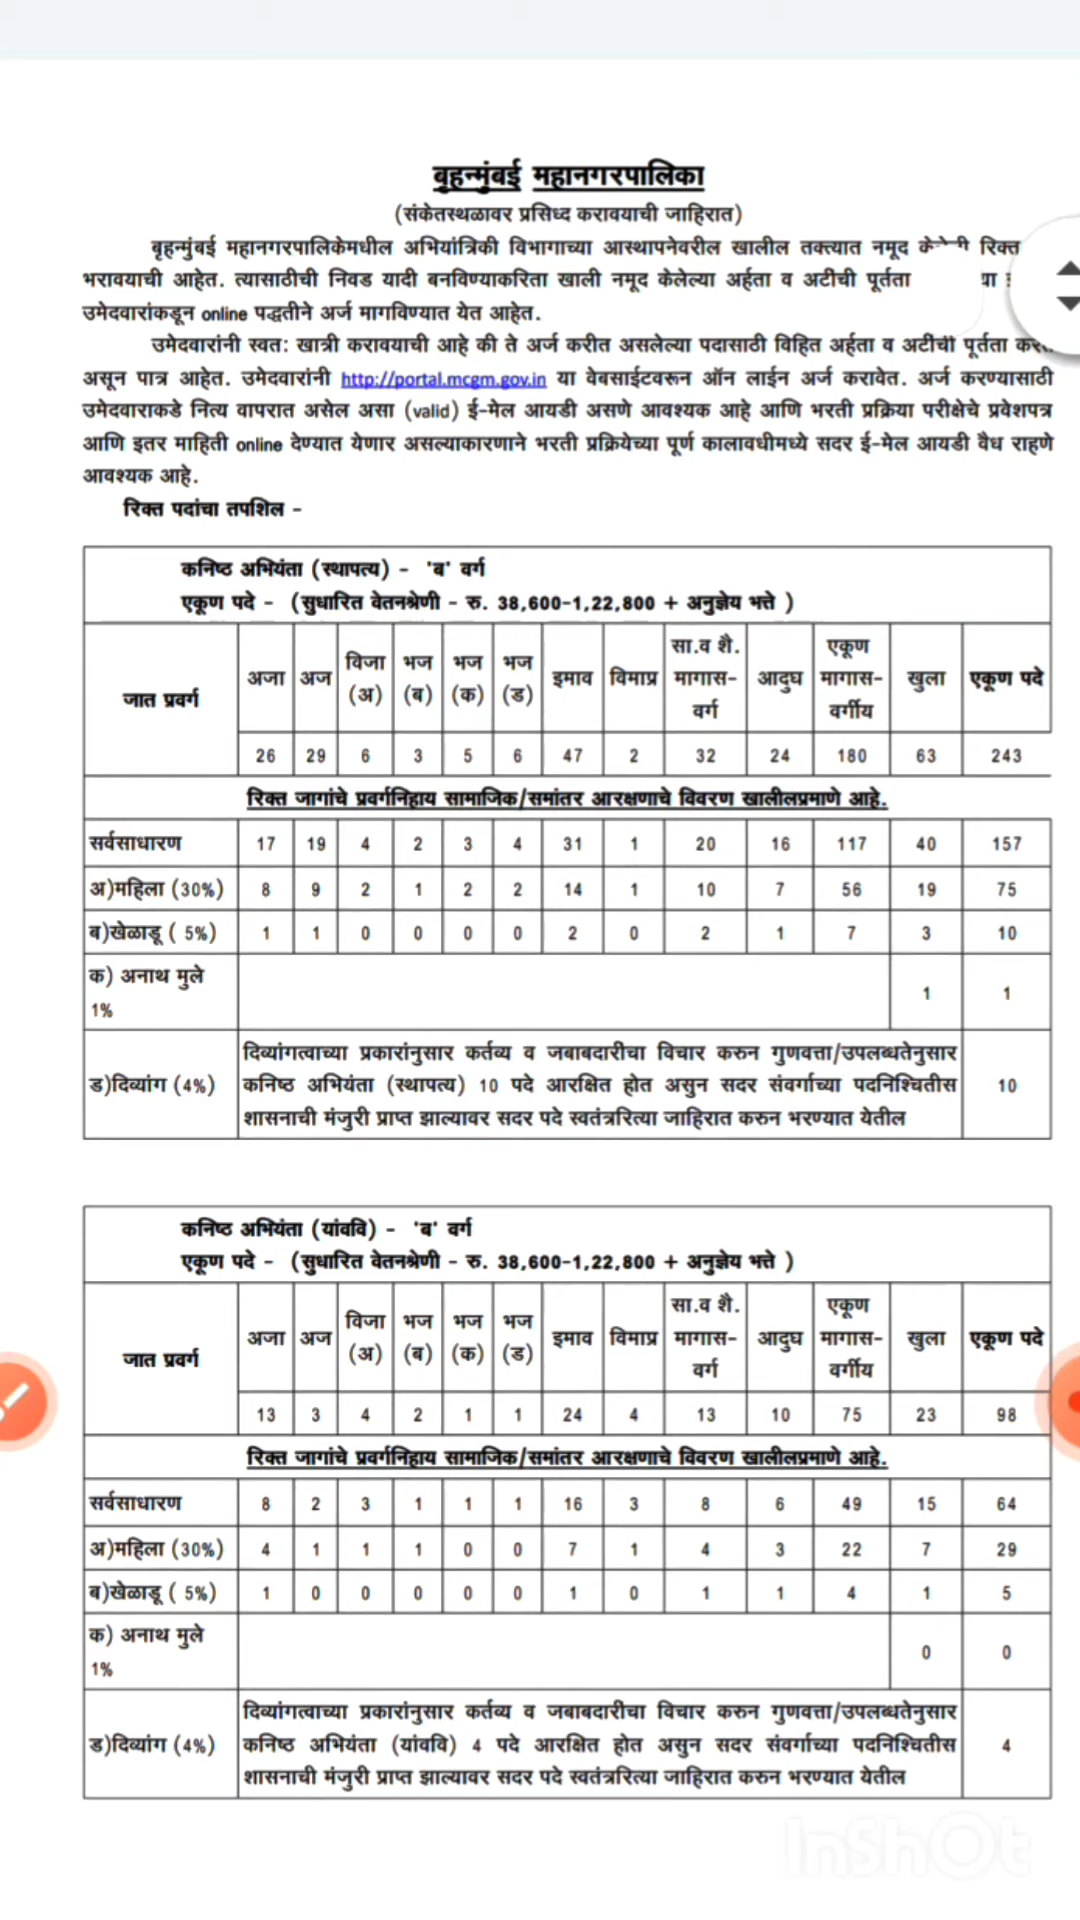 बृहन्मुंबई महानगरपालिका
(संकेतस्थळावर प्रसिध्द करावयाची जाहिरात)
बृहन्मुंबई महानगरपालिकेमधील अभियांत्रिकी विभागाच्या आस्थापनेवरील खालील तक्त्यात नमूद रिक्त
भरावयाची आहेत. त्यासाठीची निवड यादी बनविण्याकरिता खाली नमूद केलेल्या अर्हता व अटींची पूर्तता
उमेदवारांकडून online पद्धतीने अर्ज मागविण्यात येत आहेत.
उमेदवारांनी स्वत: खात्री करावयाची आहे की ते अर्ज करीत असलेल्या पदासाठी विहित अर्हता व अटींची पूर्तता
असून पात्र आहेत. उमेदवारांनी http://portal.mcgm.gov.in या वेबसाईटवरून ऑन लाईन अर्ज करावेत. अर्ज करण्यासाठी
उमेदवाराकडे नित्य वापरात असेल असा (valid) ई-मेल आयडी असणे आवश्यक आहे आणि भरती प्रक्रिया परीक्षेचे प्रवेशपत्र
आणि इतर माहिती online देण्यात येणार असल्याकारणाने भरती प्रक्रियेच्या पूर्ण कालावधीमध्ये सदर ई-मेल आयडी वैध राहणे
आवश्यक आहे.
रिक्त पदांचा तपशिल -
कनिष्ठ अभियंता (स्थापत्य) - 'ब' वर्ग
एकूण पदे - (सुधारित वेतनश्रेणी - रु. 38,600-1,22,800 + अनुज्ञेय भत्ते )
जात प्रवर्ग अजा अज विजा (अ) भज (ब) भज (क) भज (ड) इमाव विमाप्र सा.व शै. मागास-वर्ग आदुघ एकूण मागास-वर्गीय खुला एकूण पदे
26 29 6 3 5 6 47 2 32 24 180 63 243
रिक्त जागांचे प्रवर्गनिहाय सामाजिक/समांतर आरक्षणाचे विवरण खालीलप्रमाणे आहे.
सर्वसाधारण 17 19 4 2 3 4 31 1 20 16 117 40 157
अ)महिला (30%) 8 9 2 1 2 2 14 1 10 7 56 19 75
ब)खेळाडू ( 5%) 1 1 0 0 0 0 2 0 2 1 7 3 10
क) अनाथ मुले 1% 1 1
दिव्यांगत्वाच्या प्रकारांनुसार कर्तव्य व जबाबदारीचा विचार करुन गुणवत्ता/उपलब्धतेनुसार
ड)दिव्यांग (4%) कनिष्ठ अभियंता (स्थापत्य) 10 पदे आरक्षित होत असुन सदर संवर्गाच्या पदनिश्चितीस 10
शासनाची मंजुरी प्राप्त झाल्यावर सदर पदे स्वतंत्ररित्या जाहिरात करुन भरण्यात येतील
कनिष्ठ अभियंता (यांववि) - 'ब' वर्ग
एकूण पदे - (सुधारित वेतनश्रेणी - रु. 38,600-1,22,800 + अनुज्ञेय भत्ते )
जात प्रवर्ग अजा अज विजा (अ) भज (ब) भज (क) भज (ड) इमाव विमाप्र सा.व शै. मागास-वर्ग आदुघ एकूण मागास-वर्गीय खुला एकूण पदे
13 3 4 2 1 1 24 4 13 10 75 23 98
रिक्त जागांचे प्रवर्गनिहाय सामाजिक/समांतर आरक्षणाचे विवरण खालीलप्रमाणे आहे.
सर्वसाधारण 8 2 3 1 1 1 16 3 8 6 49 15 64
अ)महिला (30%) 4 1 1 1 0 0 7 1 4 3 22 7 29
ब)खेळाडू ( 5%) 1 0 0 0 0 0 1 0 1 1 4 1 5
क) अनाथ मुले 1% 0 0
दिव्यांगत्वाच्या प्रकारांनुसार कर्तव्य व जबाबदारीचा विचार करुन गुणवत्ता/उपलब्धतेनुसार
ड)दिव्यांग (4%) कनिष्ठ अभियंता (यांववि) 4 पदे आरक्षित होत असुन सदर संवर्गाच्या पदनिश्चितीस 4
शासनाची मंजुरी प्राप्त झाल्यावर सदर पदे स्वतंत्ररित्या जाहिरात करुन भरण्यात येतील
InShOt